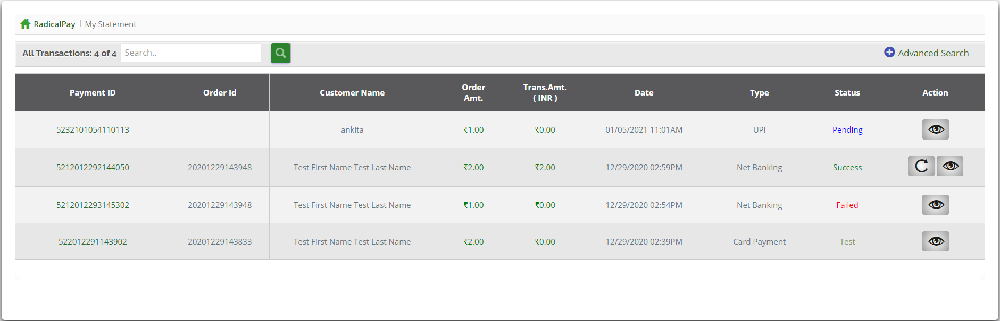 RadicalPay | My Statement
All Transactions: 4 of 4 Search.. Advanced Search
Payment ID Order Id Customer Name Order Amt. Trans.Amt. ( INR ) Date Type Status Action
5232101054110113 ankita ₹1.00 ₹0.00 01/05/2021 11:01AM UPI Pending
5212012292144050 20201229143948 Test First Name Test Last Name ₹2.00 ₹2.00 12/29/2020 02:59PM Net Banking Success
5212012293145302 20201229143948 Test First Name Test Last Name ₹1.00 ₹0.00 12/29/2020 02:54PM Net Banking Failed
522012291143902 20201229143833 Test First Name Test Last Name ₹2.00 ₹0.00 12/29/2020 02:39PM Card Payment Test